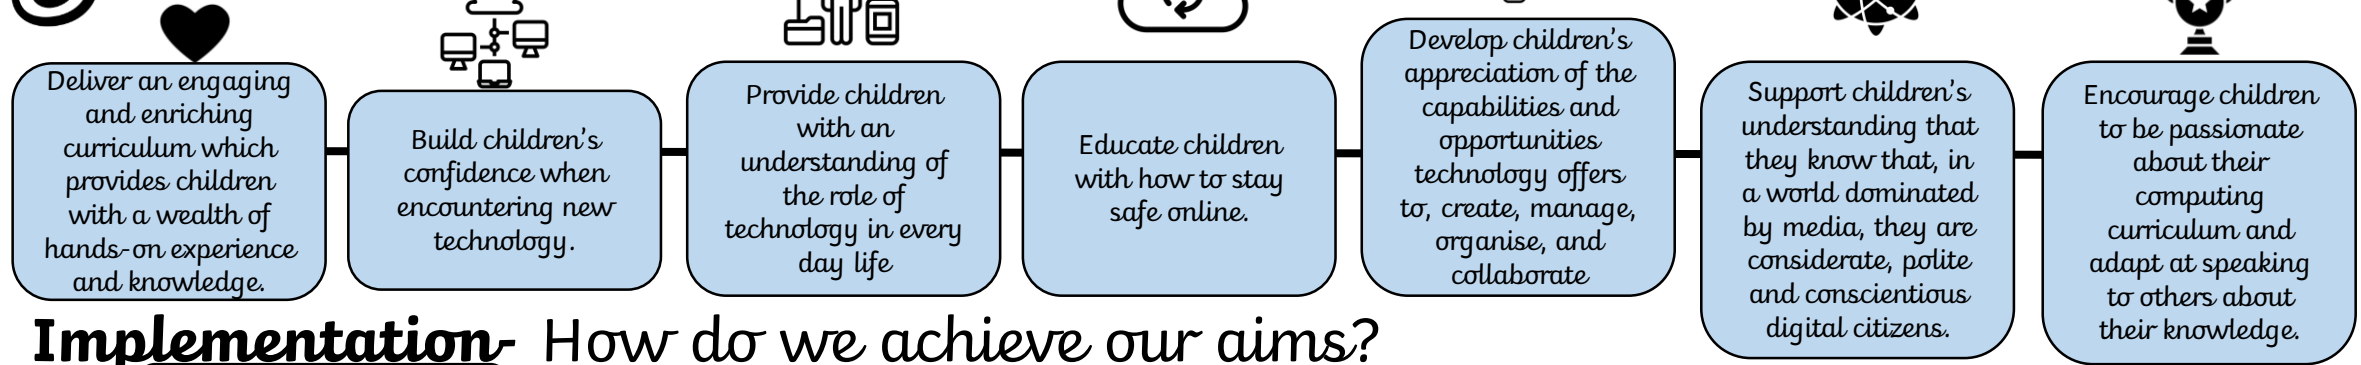 Deliver an engaging
and enriching
curriculum which
provides children
with a wealth of
hands-on experience
and knowledge.
Build children's
confidence when
encountering new
technology.
Provide children
with an
understanding of
the role of
technology in every
day life
Educate children
with how to stay
safe online.
Develop children's
appreciation of the
capabilities and
opportunities
technology offers
to, create, manage,
organise, and
collaborate
Support children's
understanding that
they know that, in
a world dominated
by media, they are
considerate, polite
and conscientious
digital citizens.
Encourage children
to be passionate
about their
computing
curriculum and
adapt at speaking
to others about
their knowledge.
Implementation- How do we achieve our aims?